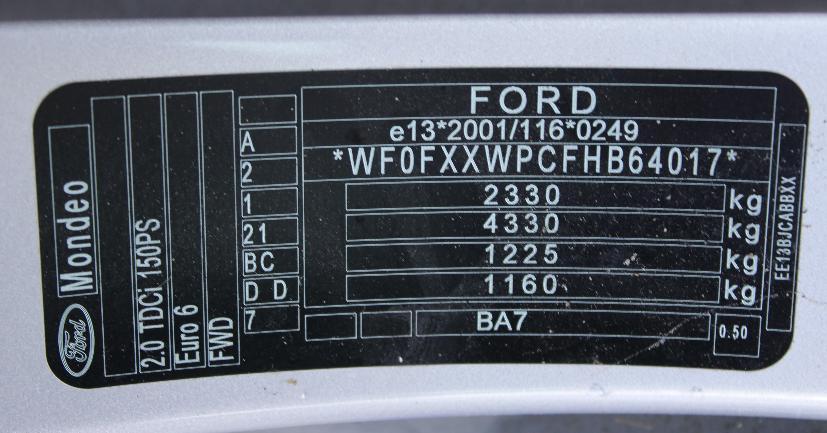 FORD
e13*2001/116*0249
*WF0FXXWPCFHB64017*
2330 kg
4330 kg
1225 kg
1160 kg
BA7
0.50
A
2
1
21
BC
D D
7
Ford
Mondeo
2.0 TDCi 150PS
Euro 6
FWD
EE13BJCABBXX